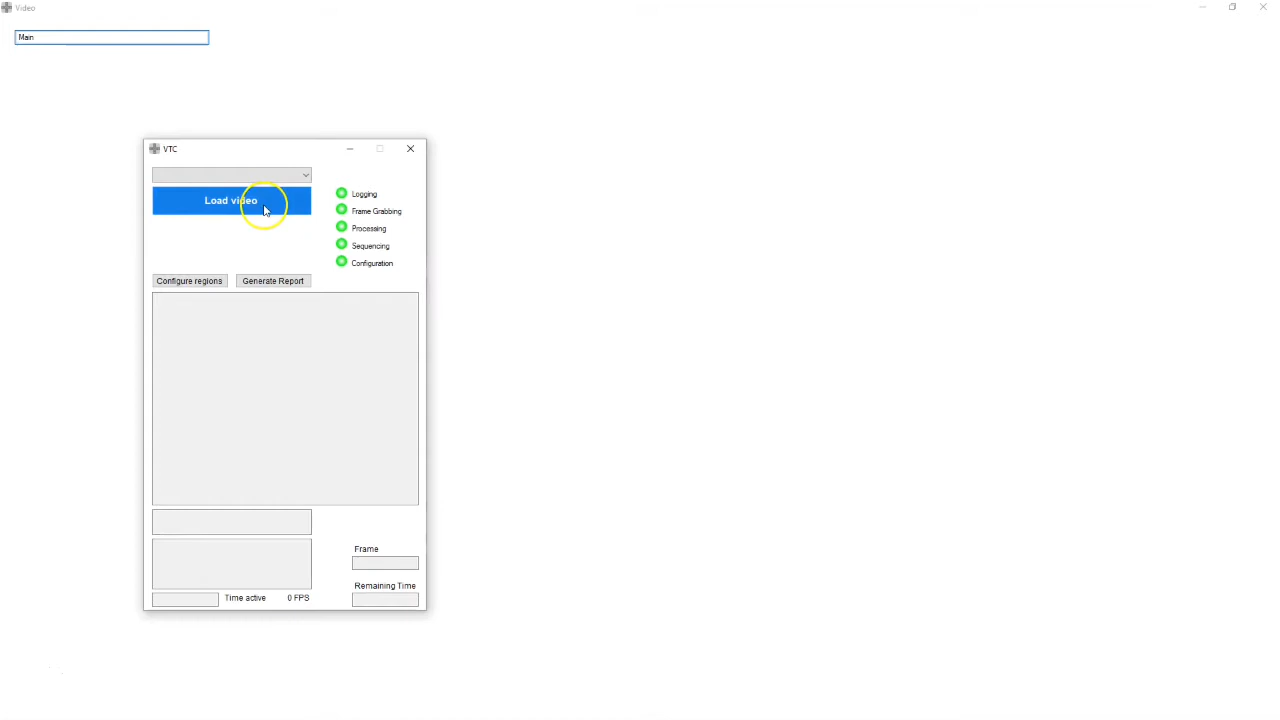 Video
Main
VTC
Load video
Logging
Frame Grabbing
Processing
Sequencing
Configuration
Configure regions
Generate Report
Frame
Remaining Time
Time active
0 FPS